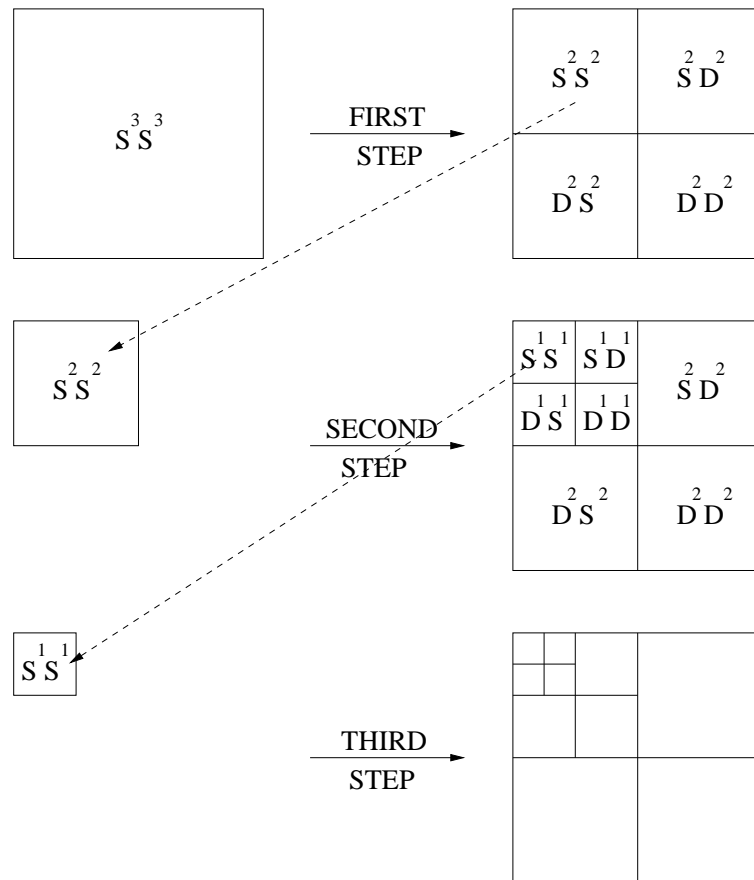 S³S³
FIRST
STEP
S²S² S²D²
D²S² D²D²
S²S²
SECOND
STEP
S¹S¹ S¹D¹
D¹S¹ D¹D¹
S²D²
D²S² D²D²
S¹S¹
THIRD
STEP